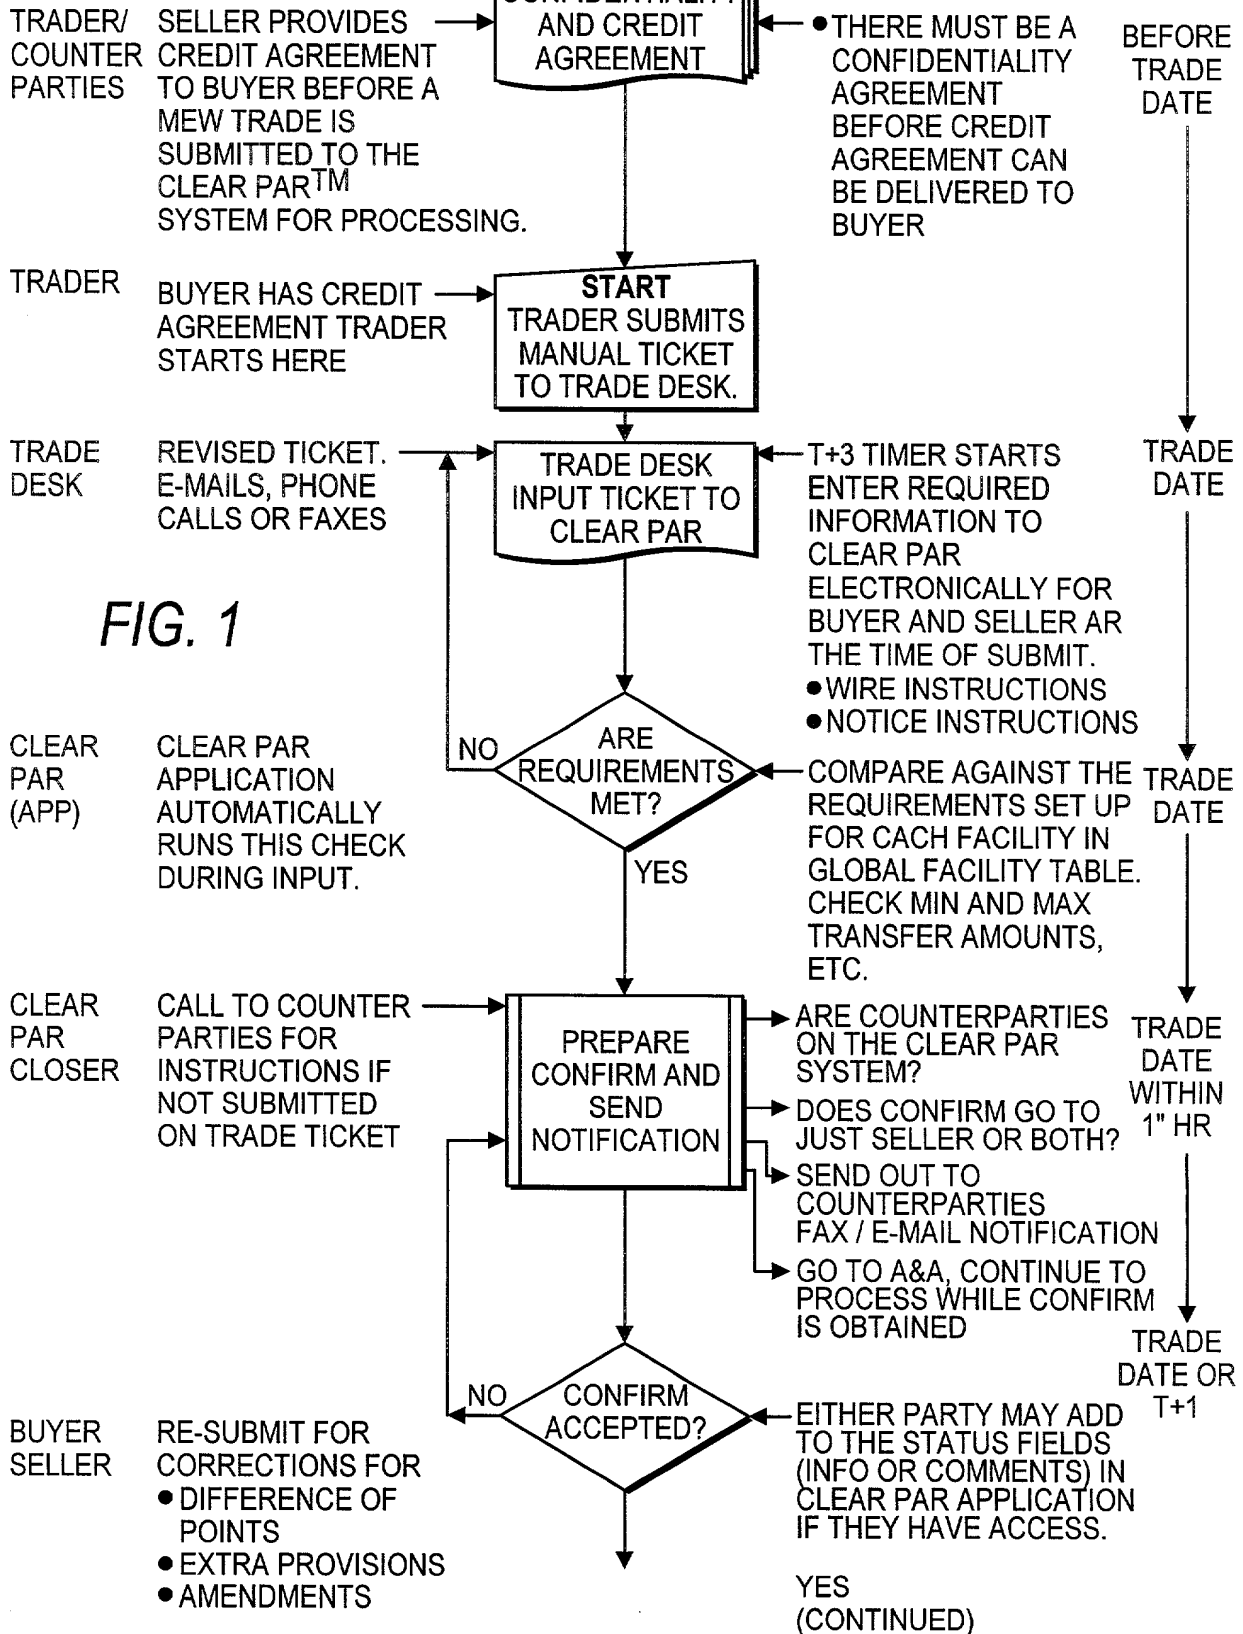 TRADER/
COUNTER
PARTIES
SELLER PROVIDES
CREDIT AGREEMENT
TO BUYER BEFORE A
MEW TRADE IS
SUBMITTED TO THE
CLEAR PAR™
SYSTEM FOR PROCESSING.
AND CREDIT
AGREEMENT
● THERE MUST BE A
CONFIDENTIALITY
AGREEMENT
BEFORE CREDIT
AGREEMENT CAN
BE DELIVERED TO
BUYER
BEFORE
TRADE
DATE
TRADER
BUYER HAS CREDIT
AGREEMENT TRADER
STARTS HERE
START
TRADER SUBMITS
MANUAL TICKET
TO TRADE DESK.
TRADE
DESK
REVISED TICKET.
E-MAILS, PHONE
CALLS OR FAXES
TRADE DESK
INPUT TICKET TO
CLEAR PAR
T+3 TIMER STARTS
ENTER REQUIRED
INFORMATION TO
CLEAR PAR
ELECTRONICALLY FOR
BUYER AND SELLER AR
THE TIME OF SUBMIT.
● WIRE INSTRUCTIONS
● NOTICE INSTRUCTIONS
TRADE
DATE
FIG. 1
CLEAR
PAR
(APP)
CLEAR PAR
APPLICATION
AUTOMATICALLY
RUNS THIS CHECK
DURING INPUT.
NO
ARE
REQUIREMENTS
MET?
YES
COMPARE AGAINST THE
REQUIREMENTS SET UP
FOR CACH FACILITY IN
GLOBAL FACILITY TABLE.
CHECK MIN AND MAX
TRANSFER AMOUNTS,
ETC.
TRADE
DATE
CLEAR
PAR
CLOSER
CALL TO COUNTER
PARTIES FOR
INSTRUCTIONS IF
NOT SUBMITTED
ON TRADE TICKET
PREPARE
CONFIRM AND
SEND
NOTIFICATION
ARE COUNTERPARTIES
ON THE CLEAR PAR
SYSTEM?
DOES CONFIRM GO TO
JUST SELLER OR BOTH?
SEND OUT TO
COUNTERPARTIES
FAX / E-MAIL NOTIFICATION
GO TO A&A, CONTINUE TO
PROCESS WHILE CONFIRM
IS OBTAINED
TRADE
DATE
WITHIN
1" HR
BUYER
SELLER
RE-SUBMIT FOR
CORRECTIONS FOR
● DIFFERENCE OF
POINTS
● EXTRA PROVISIONS
● AMENDMENTS
NO
CONFIRM
ACCEPTED?
EITHER PARTY MAY ADD
TO THE STATUS FIELDS
(INFO OR COMMENTS) IN
CLEAR PAR APPLICATION
IF THEY HAVE ACCESS.
TRADE
DATE OR
T+1
YES
(CONTINUED)